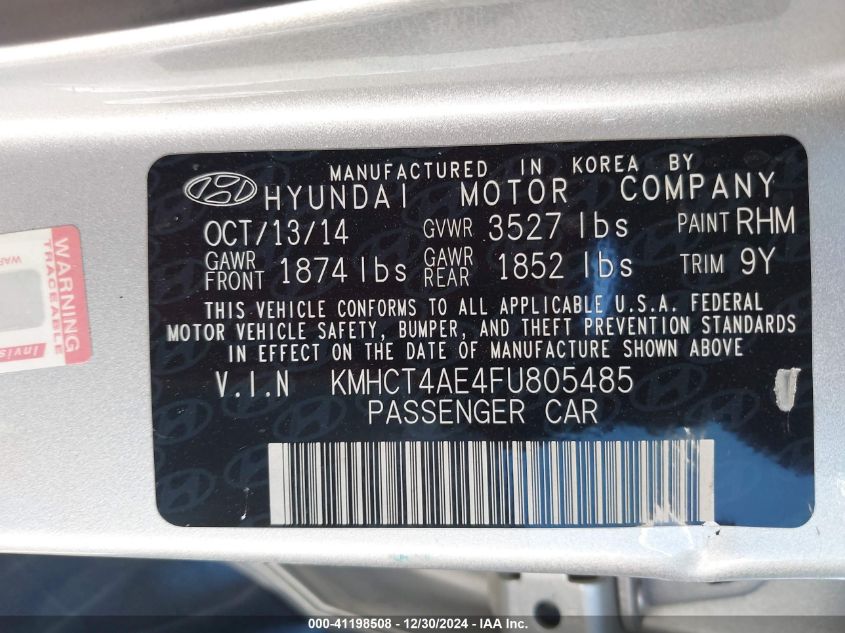 MANUFACTURED IN KOREA BY
HYUNDAI MOTOR COMPANY
OCT/13/14 GVWR 3527 lbs PAINT RHM
GAWR FRONT 1874 lbs GAWR REAR 1852 lbs TRIM 9Y
THIS VEHICLE CONFORMS TO ALL APPLICABLE U.S.A. FEDERAL
MOTOR VEHICLE SAFETY, BUMPER, AND THEFT PREVENTION STANDARDS
IN EFFECT ON THE DATE OF MANUFACTURE SHOWN ABOVE
V.I.N KMHCT4AE4FU805485
PASSENGER CAR
WARNING
TRACEABLE
000-41198508 - 12/30/2024 - IAA Inc.